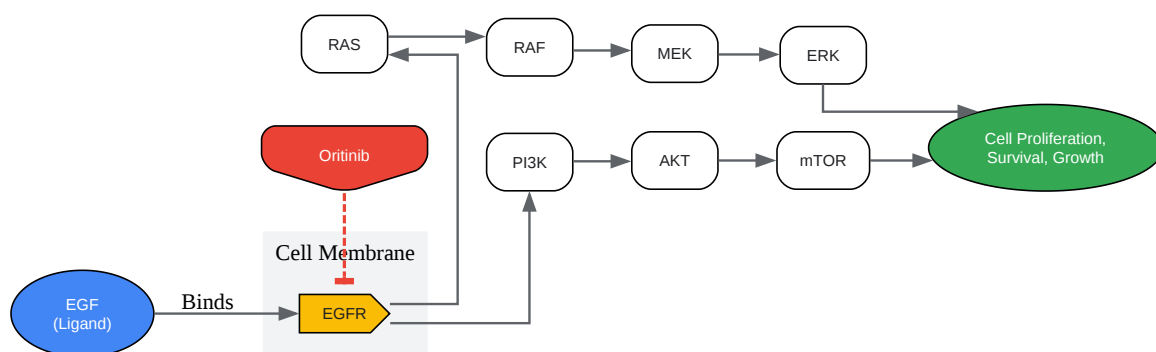 RAS
RAF
MEK
ERK
Oritinib
PI3K
AKT
mTOR
Cell Proliferation,
Survival, Growth
Cell Membrane
EGF
(Ligand)
Binds
EGFR